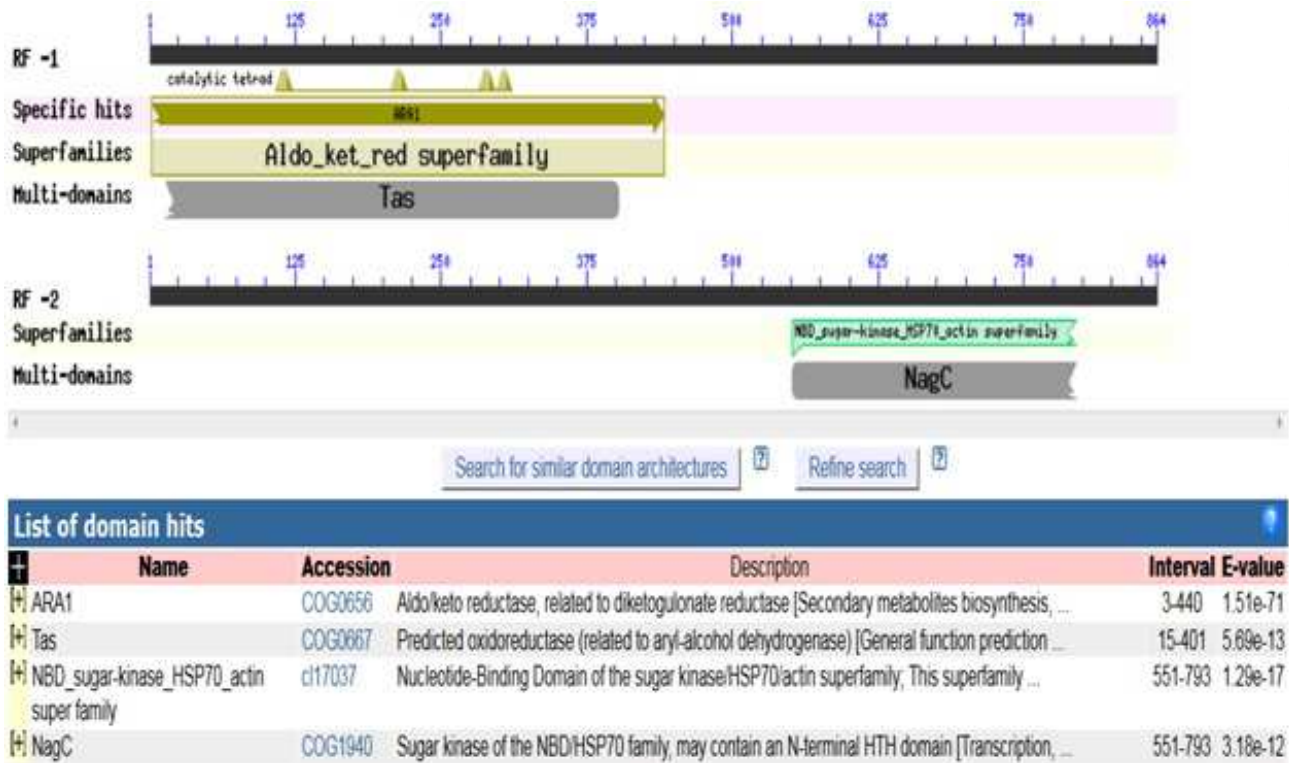 1 125 250 375 500 625 750 864
RF -1
catalytic tetrad
Specific hits ARA1
Superfamilies Aldo_ket_red superfamily
Multi-domains Tas
1 125 250 375 500 625 750 864
RF -2
Superfamilies NBD_sugar-kinase_HSP70_actin superfamily
Multi-domains NagC
Search for similar domain architectures ? Refine search ?
List of domain hits ?
+ Name Accession Description Interval E-value
[+] ARA1 COG0656 Aldo/keto reductase, related to diketogulonate reductase [Secondary metabolites biosynthesis, ... 3-440 1.51e-71
[+] Tas COG0667 Predicted oxidoreductase (related to aryl-alcohol dehydrogenase) [General function prediction ... 15-401 5.69e-13
[+] NBD_sugar-kinase_HSP70_actin cl17037 Nucleotide-Binding Domain of the sugar kinase/HSP70/actin superfamily; This superfamily ... 551-793 1.29e-17
super family
[+] NagC COG1940 Sugar kinase of the NBD/HSP70 family, may contain an N-terminal HTH domain [Transcription, ... 551-793 3.18e-12